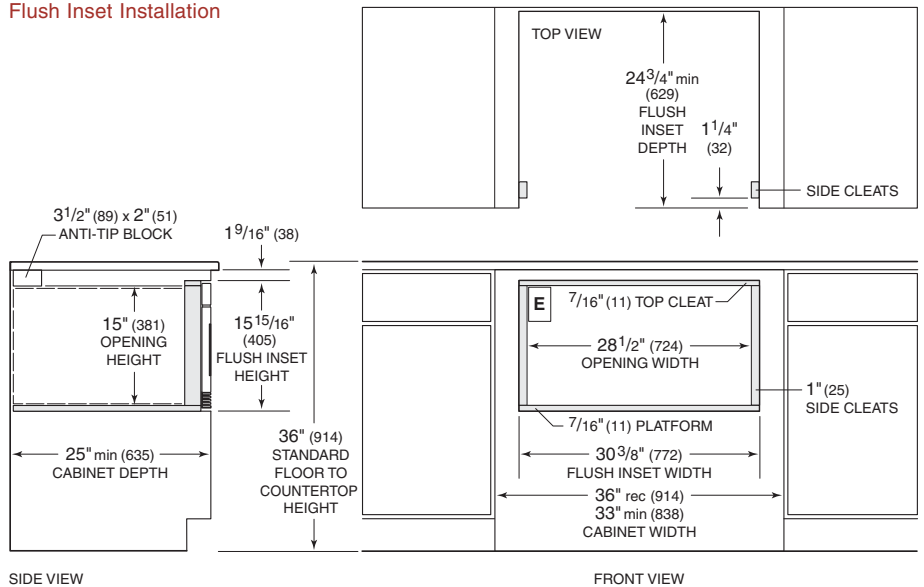 Flush Inset Installation
TOP VIEW
24 3/4" min
(629)
FLUSH
INSET
DEPTH
1 1/4"
(32)
SIDE CLEATS
3 1/2" (89) x 2" (51)
ANTI-TIP BLOCK
1 9/16" (38)
15" (381)
OPENING
HEIGHT
15 15/16"
(405)
FLUSH INSET
HEIGHT
25" min (635)
CABINET DEPTH
36" (914)
STANDARD
FLOOR TO
COUNTERTOP
HEIGHT
E
7/16" (11) TOP CLEAT
28 1/2" (724)
OPENING WIDTH
1" (25)
SIDE CLEATS
7/16" (11) PLATFORM
30 3/8" (772)
FLUSH INSET WIDTH
36" rec (914)
33" min (838)
CABINET WIDTH
SIDE VIEW
FRONT VIEW